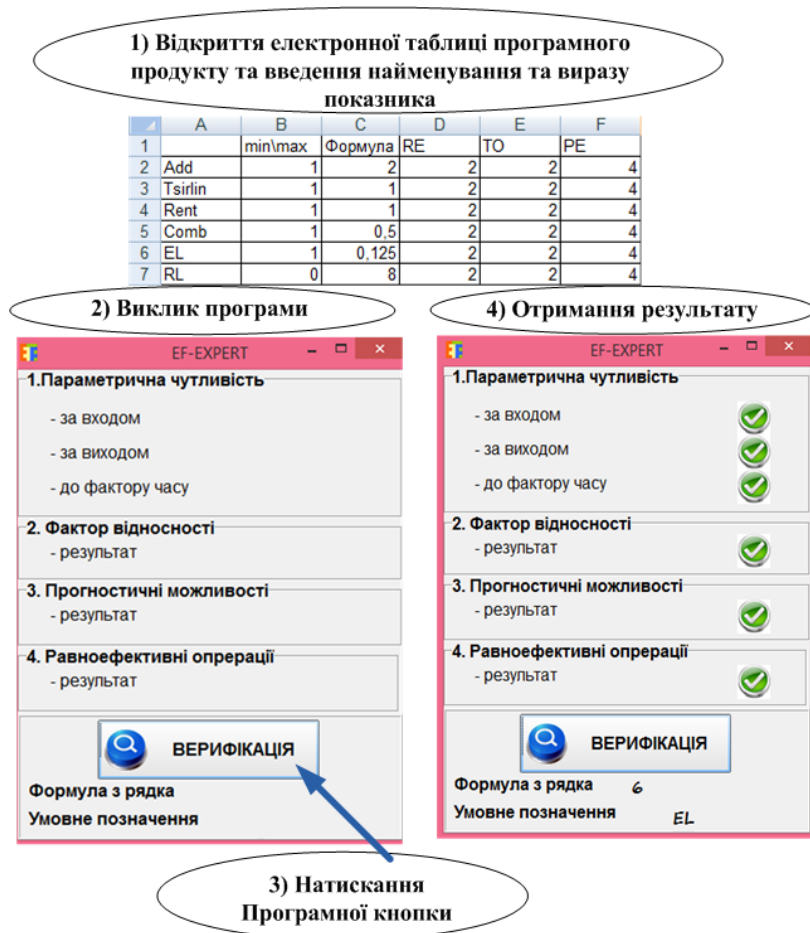 1) Відкриття електронної таблиці програмного
продукту та введення найменування та виразу
показника
A B C D E F
1 min\max Формула RE TO PE
2 Add 1 2 2 2 4
3 Tsirlin 1 1 2 2 4
4 Rent 1 1 2 2 4
5 Comb 1 0,5 2 2 4
6 EL 1 0,125 2 2 4
7 RL 0 8 2 2 4
2) Виклик програми
EF-EXPERT
1.Параметрична чутливість
- за входом
- за виходом
- до фактору часу
2. Фактор відносності
- результат
3. Прогностичні можливості
- результат
4. Равноефективні опрерації
- результат
ВЕРИФІКАЦІЯ
Формула з рядка
Умовне позначення
4) Отримання результату
EF-EXPERT
1.Параметрична чутливість
- за входом
- за виходом
- до фактору часу
2. Фактор відносності
- результат
3. Прогностичні можливості
- результат
4. Равноефективні опрерації
- результат
ВЕРИФІКАЦІЯ
Формула з рядка 6
Умовне позначення EL
3) Натискання
Програмної кнопки